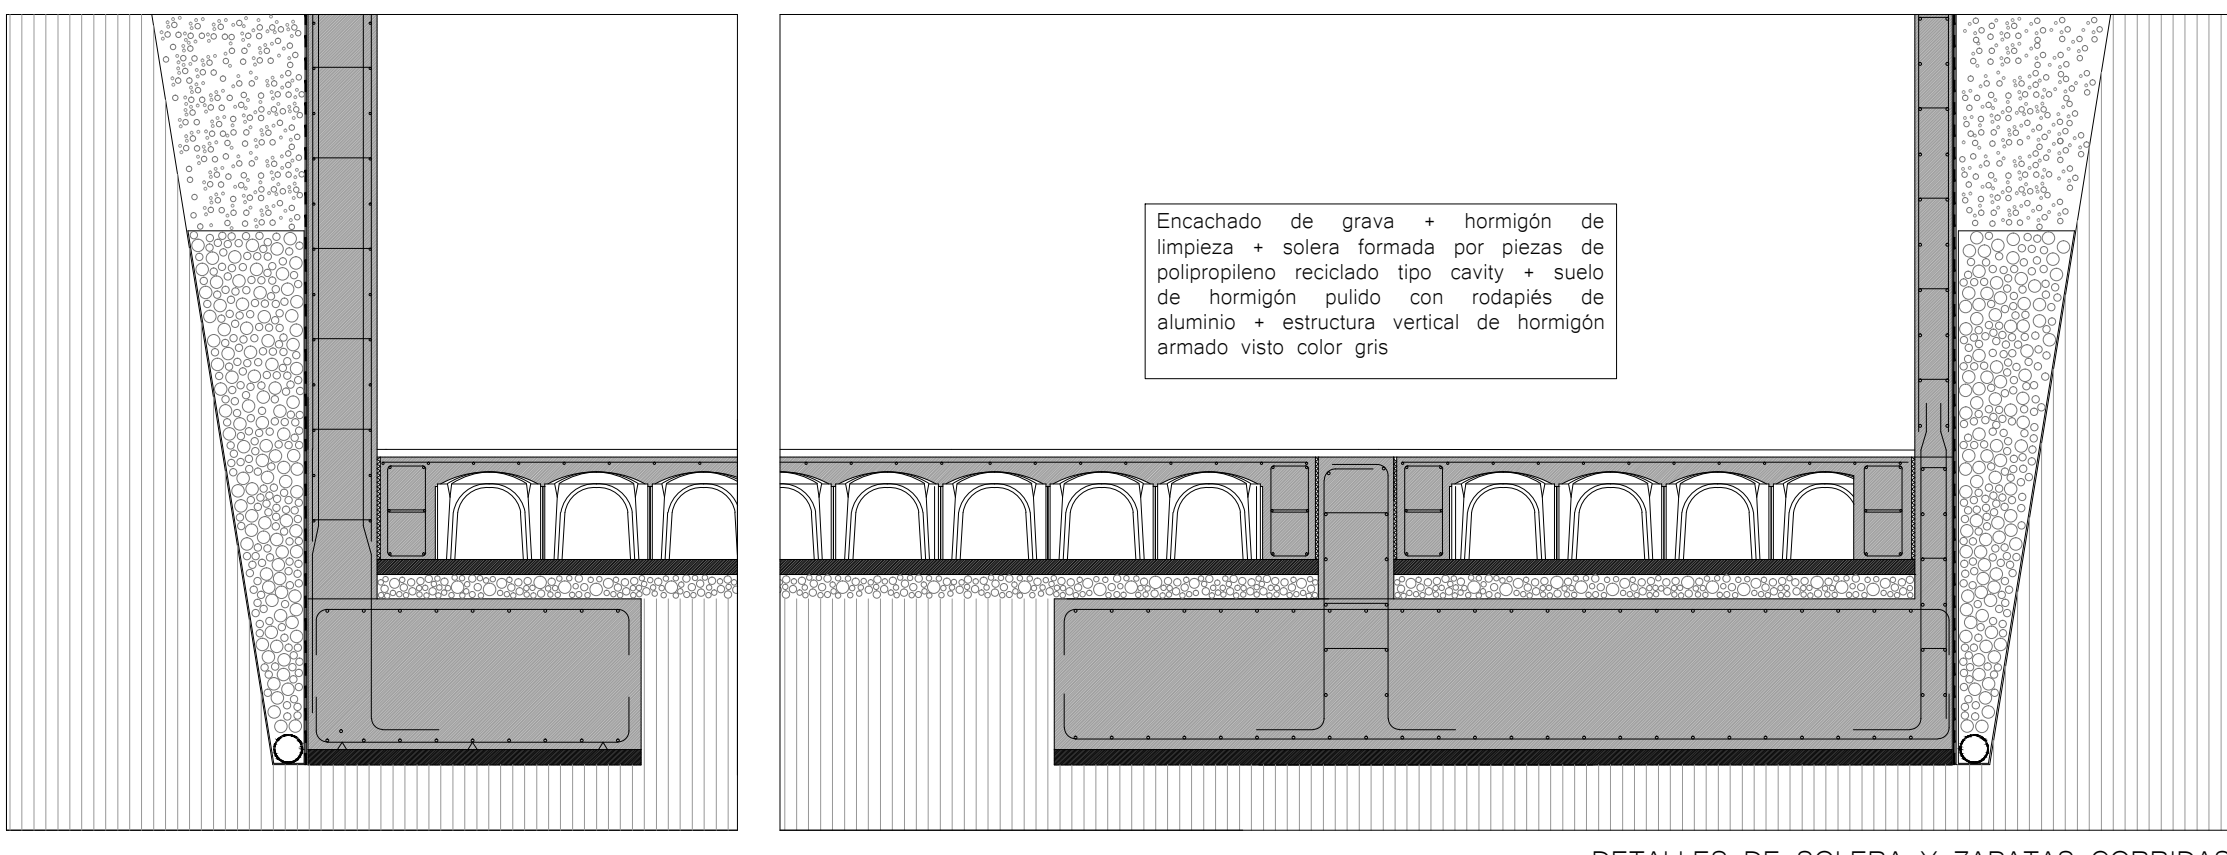 Encachado de grava + hormigón de
limpieza + solera formada por piezas de
polipropileno reciclado tipo cavity + suelo
de hormigón pulido con rodapiés de
aluminio + estructura vertical de hormigón
armado visto color gris
DETALLES DE SOLERA Y ZAPATAS CORRIDAS